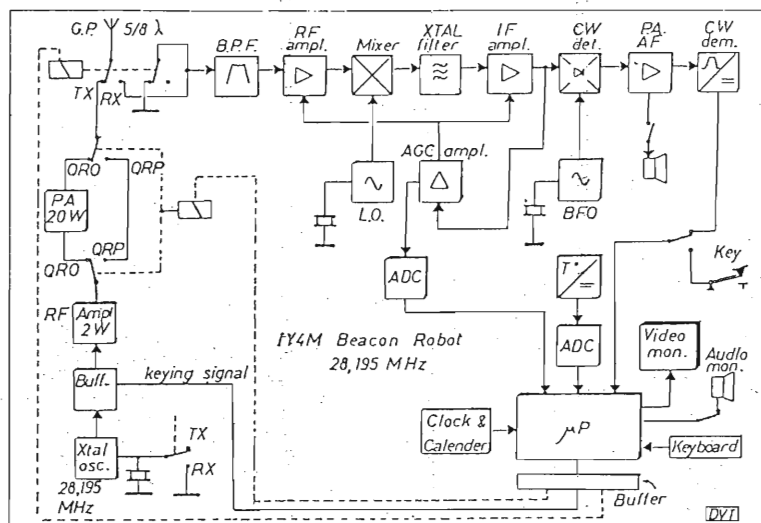 G.P. 5/8 λ
B.P.F.
RF ampl.
Mixer
XTAL filter
IF ampl.
CW det.
P.A. AF
CW dem.
TX
RX
QRO
QRP
PA 20W
AGC ampl.
L.O.
BFO
QRO
QRP
ADC
T°
Key
RF
Ampl 2W
ADC
Video mon.
Audio mon.
IY4M Beacon Robot
28,195 MHz
Buff.
keying signal
Clock & Calender
μP
Keyboard
Xtal osc.
TX
RX
28,195 MHz
Buffer
DVT